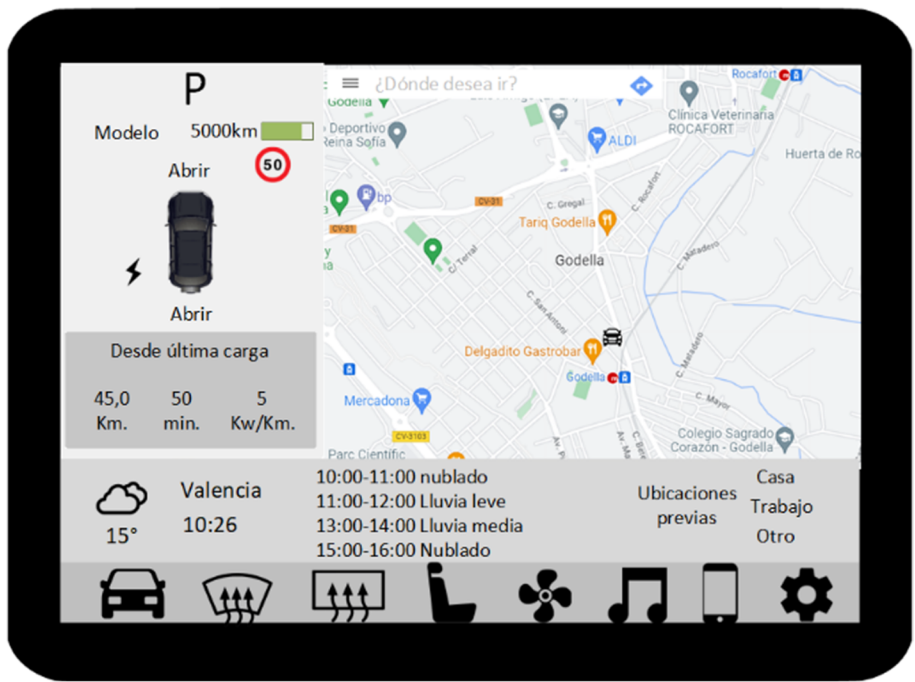 P
Modelo 5000km
50
Abrir
Abrir
Desde última carga
45,0 50 5
Km. min. Kw/Km.
¿Dónde desea ir?
Rocafort
Godella
Clínica Veterinaria
ROCAFORT
Deportivo
Reina Sofía
ALDI
Huerta de Ro
bp
CV-31
C. Gregal
C. Rocafort
Tariq Godella
CV-31
C/ Terral
Godella
C. Matadero
C. San Antoni
Delgadito Gastrobar
C. Matadero
Godella
Mercadona
C. Mayor
CV-3103
Colegio Sagrado
Corazón - Godella
Parc Científic
Valencia
15° 10:26
10:00-11:00 nublado
11:00-12:00 Lluvia leve
13:00-14:00 Lluvia media
15:00-16:00 Nublado
Ubicaciones
previas
Casa
Trabajo
Otro